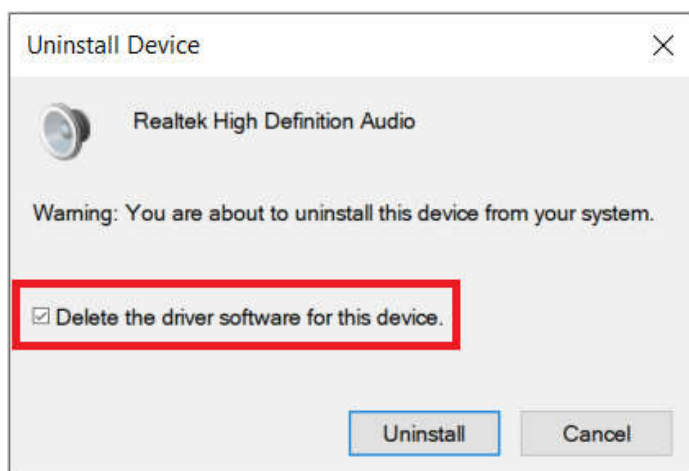 Uninstall Device
Realtek High Definition Audio
Warning: You are about to uninstall this device from your system.
Delete the driver software for this device.
Uninstall
Cancel